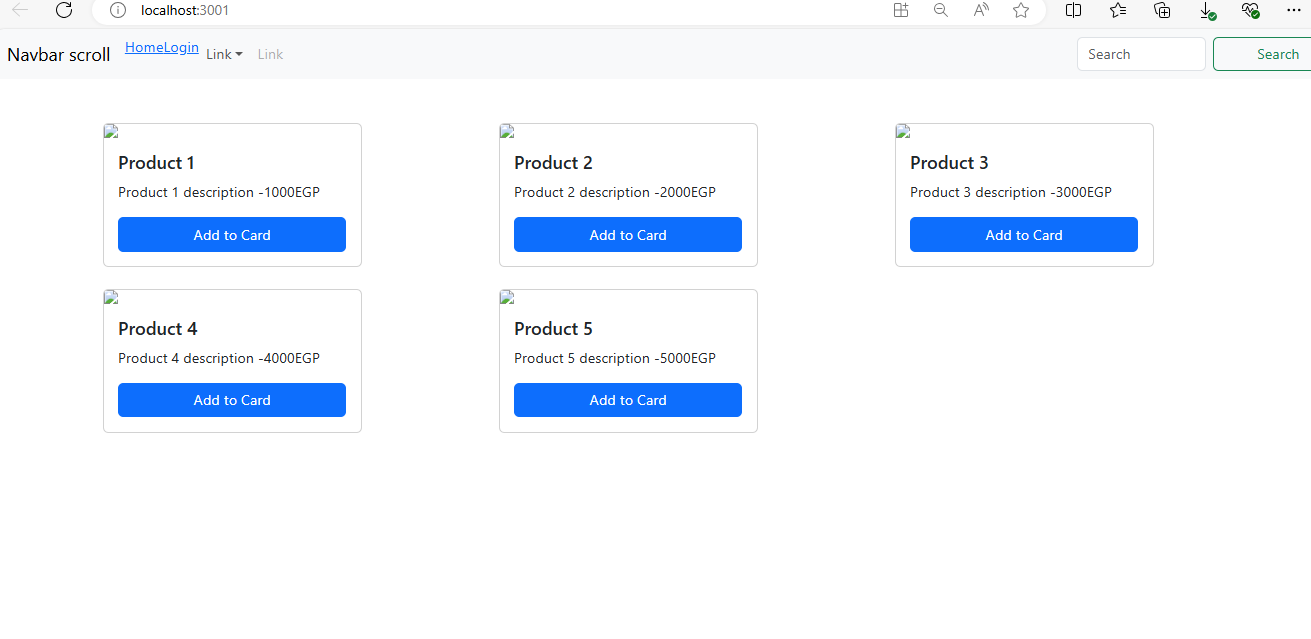 localhost:3001
Navbar scroll HomeLogin Link Link Search Search
Product 1 Product 2 Product 3
Product 1 description -1000EGP Product 2 description -2000EGP Product 3 description -3000EGP
Add to Card Add to Card Add to Card
Product 4 Product 5
Product 4 description -4000EGP Product 5 description -5000EGP
Add to Card Add to Card